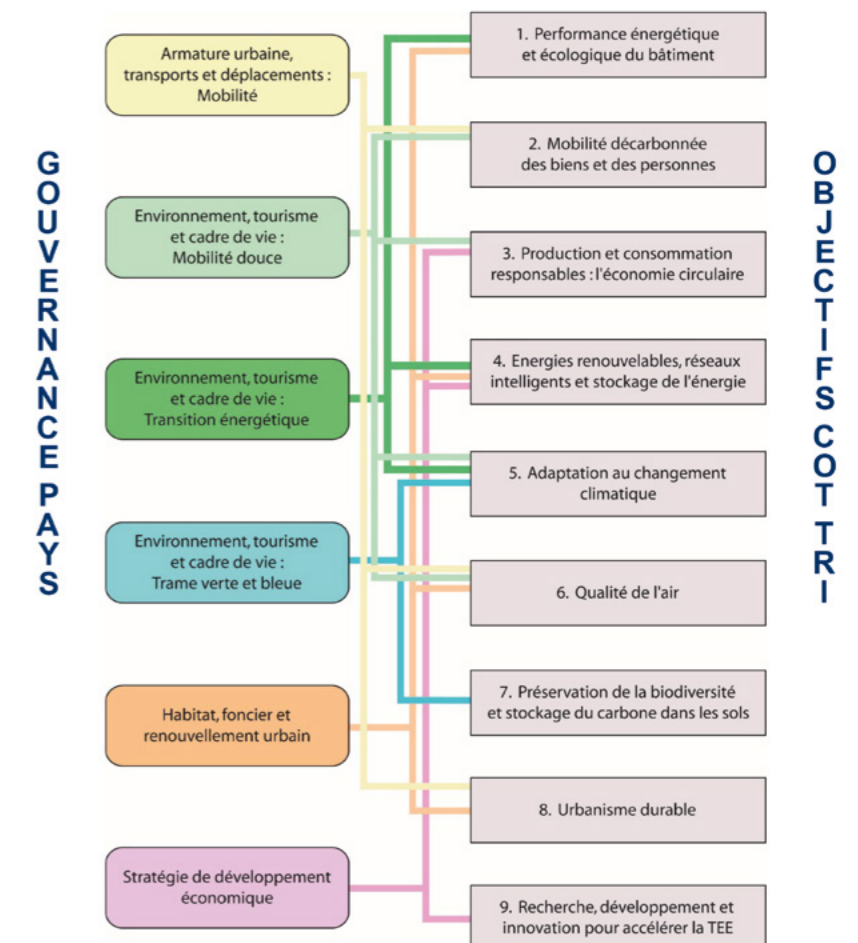 GOUVERNANCE PAYS
Armature urbaine,
transports et déplacements :
Mobilité
Environnement, tourisme
et cadre de vie :
Mobilité douce
Environnement, tourisme
et cadre de vie :
Transition énergétique
Environnement, tourisme
et cadre de vie :
Trame verte et bleue
Habitat, foncier et
renouvellement urbain
Stratégie de développement
économique
1. Performance énergétique
et écologique du bâtiment
2. Mobilité décarbonnée
des biens et des personnes
3. Production et consommation
responsables : l'économie circulaire
4. Energies renouvelables, réseaux
intelligents et stockage de l'énergie
5. Adaptation au changement
climatique
6. Qualité de l'air
7. Préservation de la biodiversité
et stockage du carbone dans les sols
8. Urbanisme durable
9. Recherche, développement et
innovation pour accélérer la TEE
OBJECTIFS COT TRI